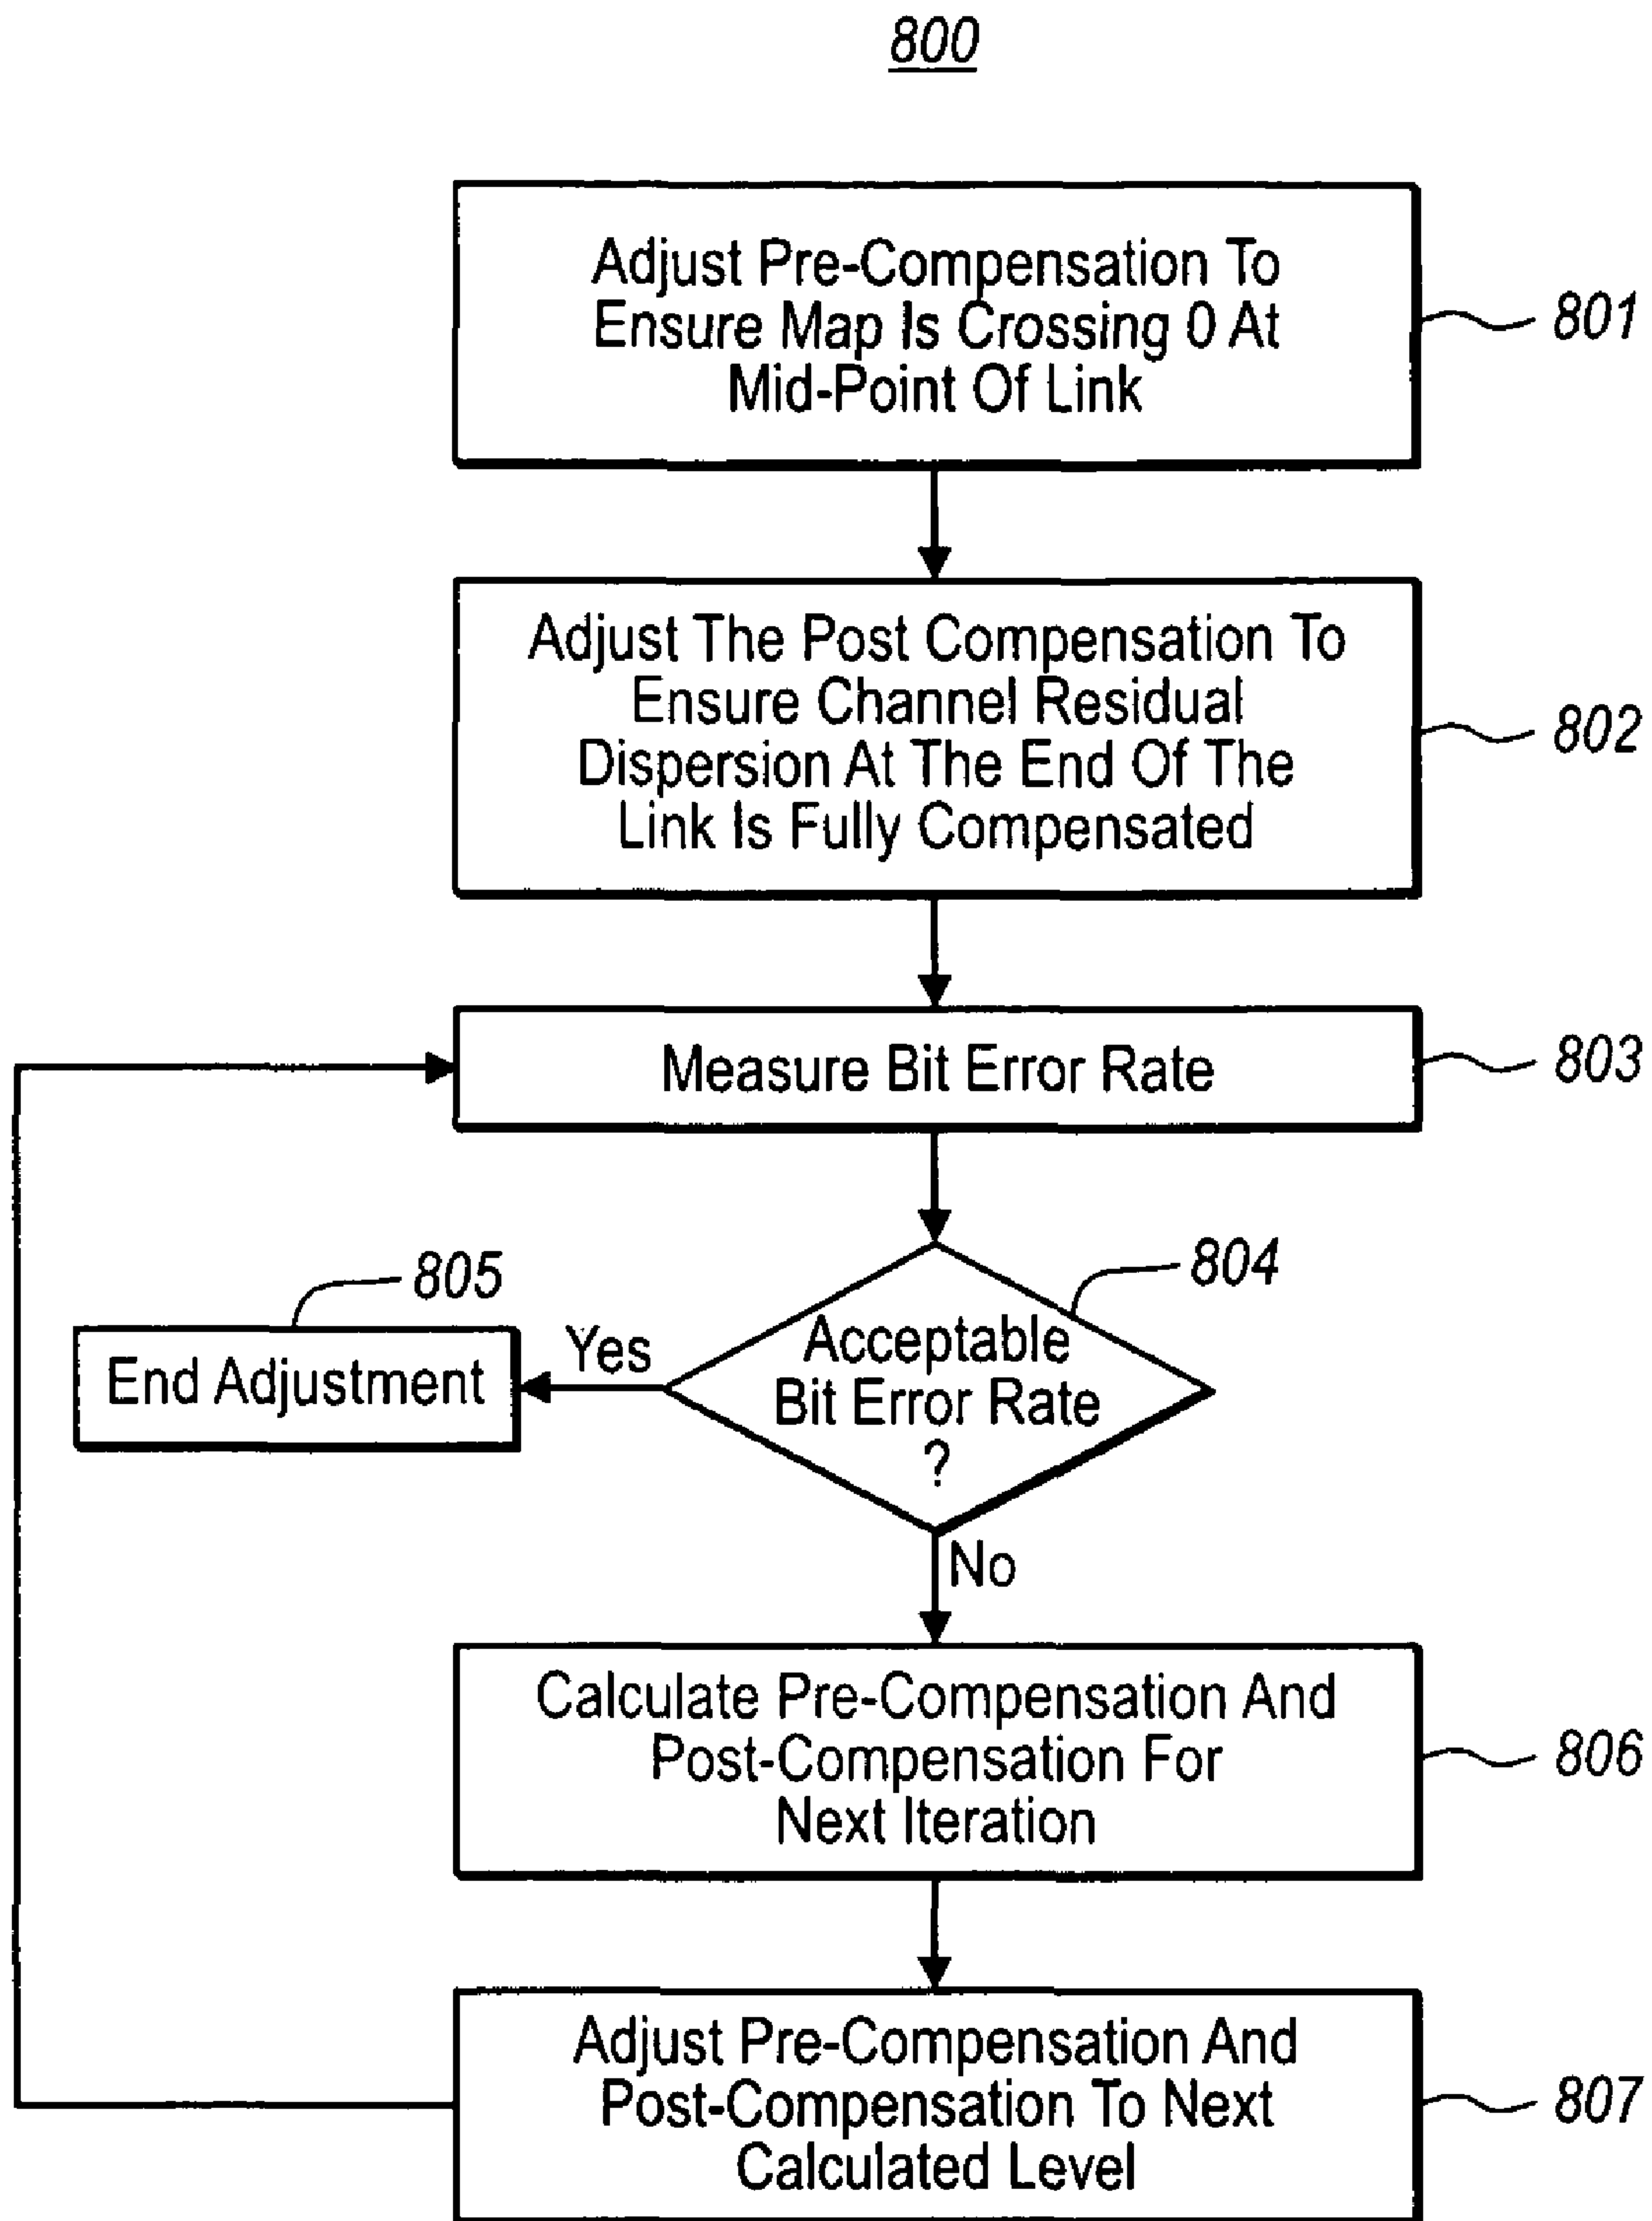 800
Adjust Pre-Compensation To
Ensure Map Is Crossing 0 At
Mid-Point Of Link
801
Adjust The Post Compensation To
Ensure Channel Residual
Dispersion At The End Of The
Link Is Fully Compensated
802
Measure Bit Error Rate
803
804
Acceptable
Bit Error Rate
?
805
End Adjustment
Yes
No
Calculate Pre-Compensation And
Post-Compensation For
Next Iteration
806
Adjust Pre-Compensation And
Post-Compensation To Next
Calculated Level
807